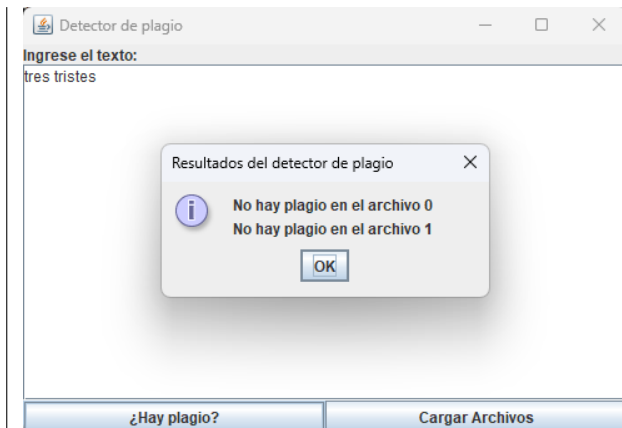 Detector de plagio
Ingrese el texto:
tres tristes
Resultados del detector de plagio
No hay plagio en el archivo 0
No hay plagio en el archivo 1
OK
¿Hay plagio? Cargar Archivos